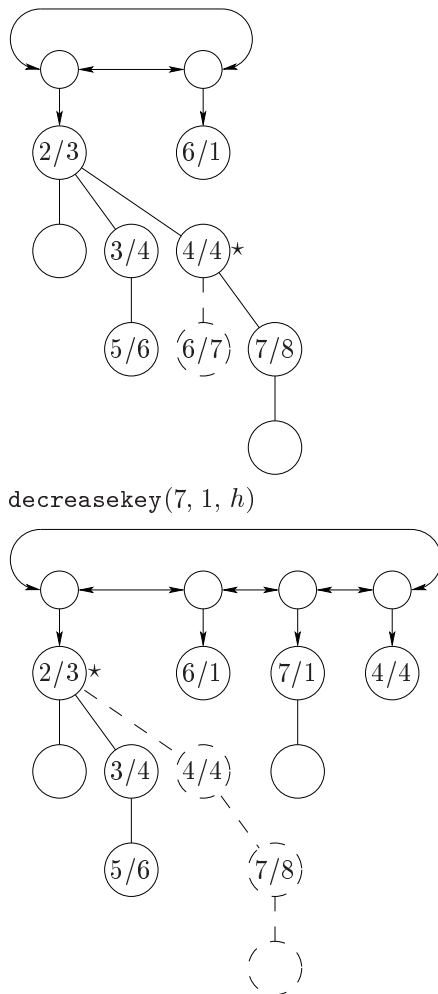 2/3 6/1
3/4 4/4⋆
5/6 6/7 7/8
decreasekey(7, 1, h)
2/3⋆ 6/1 7/1 4/4
3/4 4/4
5/6 7/8